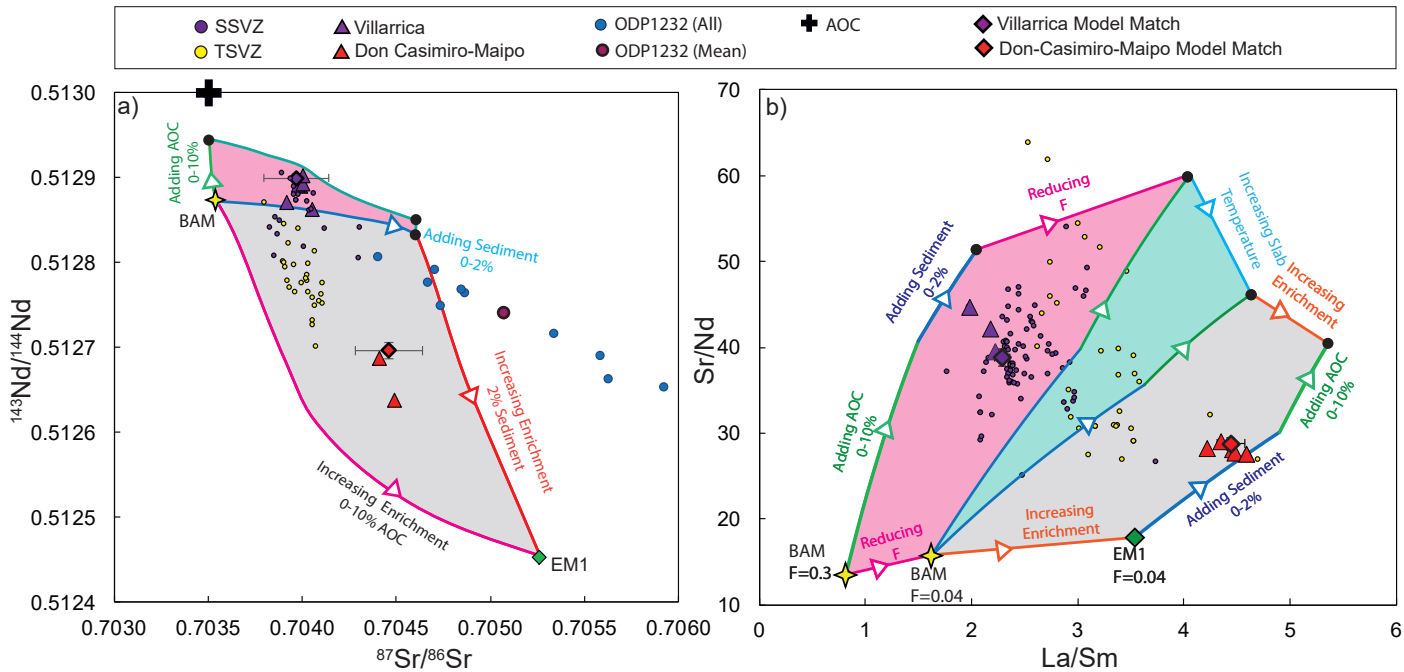 SSVZ
Villarrica
ODP1232 (All)
AOC
Villarrica Model Match
TSVZ
Don Casimiro-Maipo
ODP1232 (Mean)
Don-Casimiro-Maipo Model Match
a)
0.5130
0.5129
0.5128
0.5127
0.5126
0.5125
0.5124
143Nd/144Nd
Adding AOC
0-10%
BAM
Adding Sediment
0-2%
Increasing Enrichment
2% Sediment
Increasing Enrichment
0-10% AOC
EM1
0.7030
0.7035
0.7040
0.7045
0.7050
0.7055
0.7060
87Sr/86Sr
b)
70
60
50
40
30
20
10
Sr/Nd
Reducing
F
Increasing Slab
Temperature
Adding Sediment
0-2%
Increasing
Enrichment
Adding AOC
0-10%
Adding AOC
0-10%
Adding Sediment
0-2%
Increasing
Enrichment
Reducing
F
BAM
F=0.3
BAM
F=0.04
EM1
F=0.04
0
1
2
3
4
5
6
La/Sm